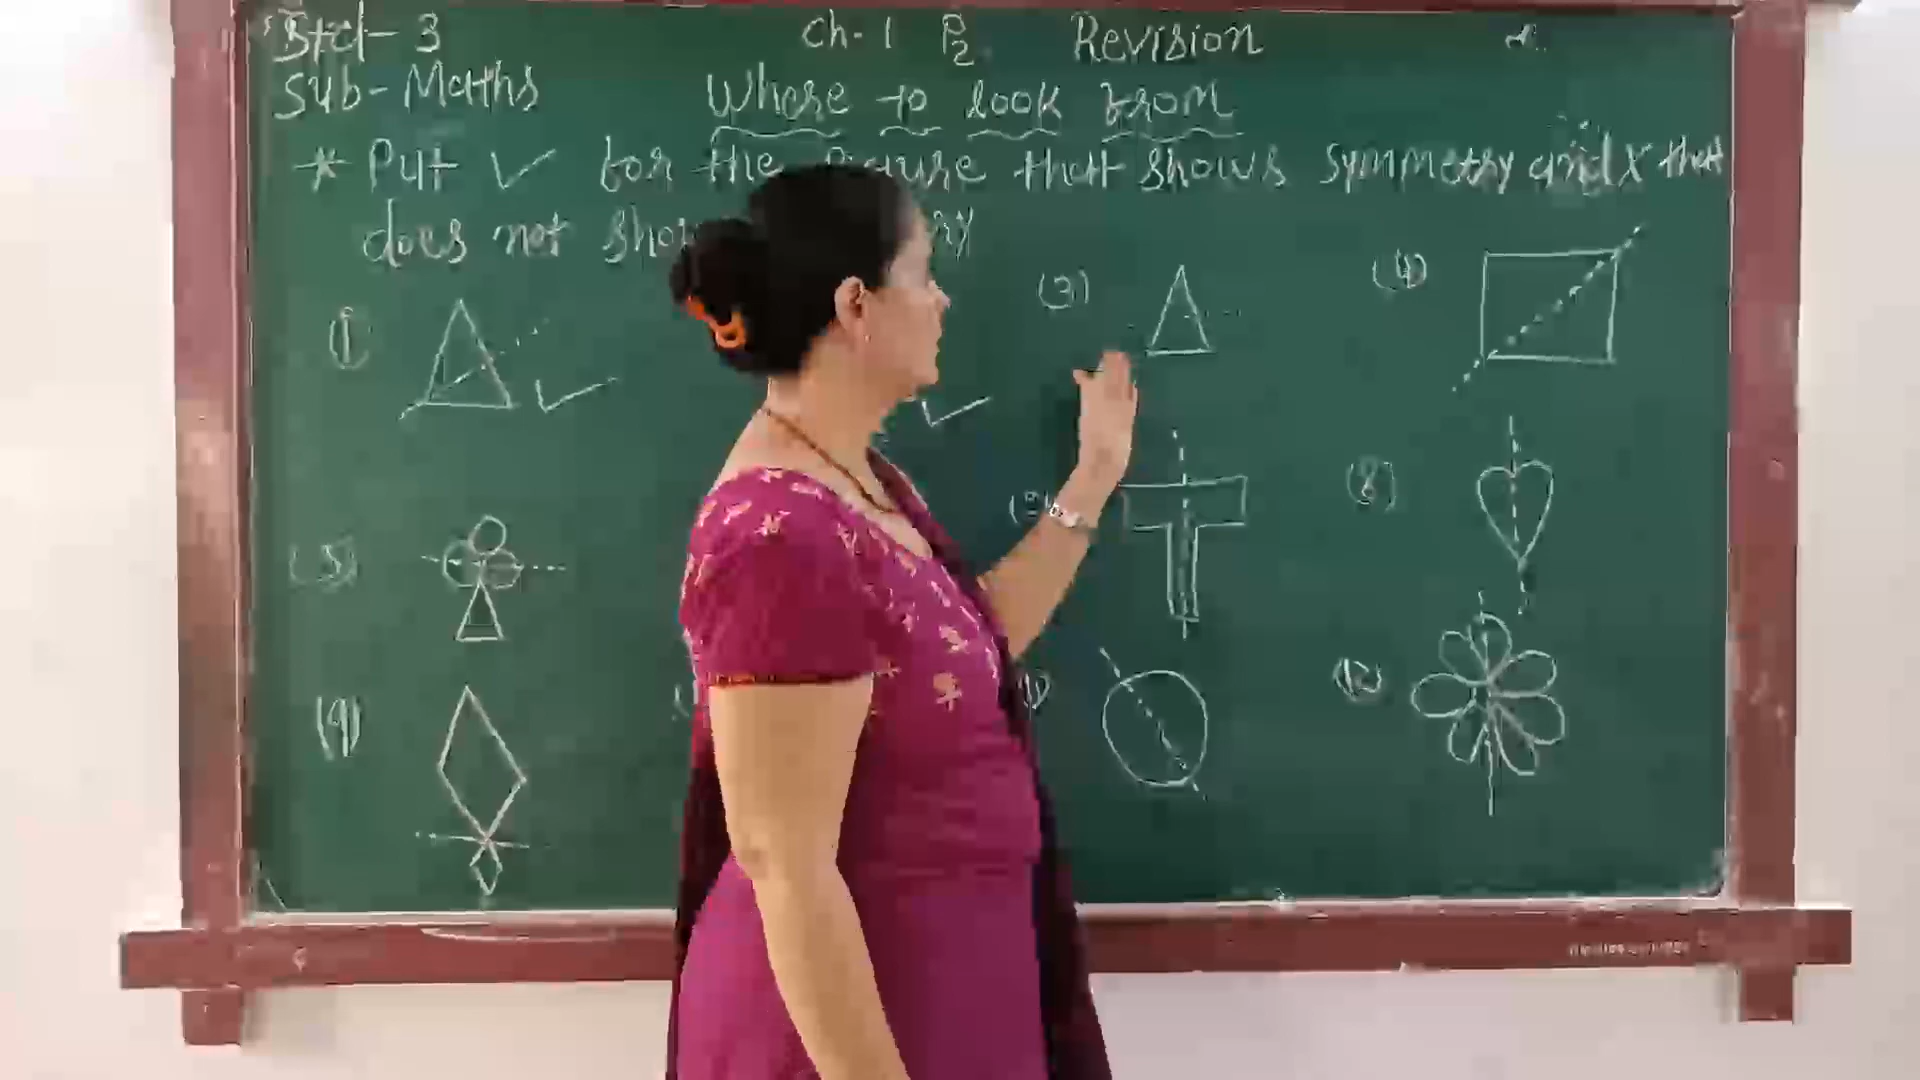 Std- 3 Ch- 1 P2 Revision
Sub- Maths Where to look from
* Put ✓ for the that shows symmetry and X that
does not
① (3) (4)
(5) (8)
(9) (12)